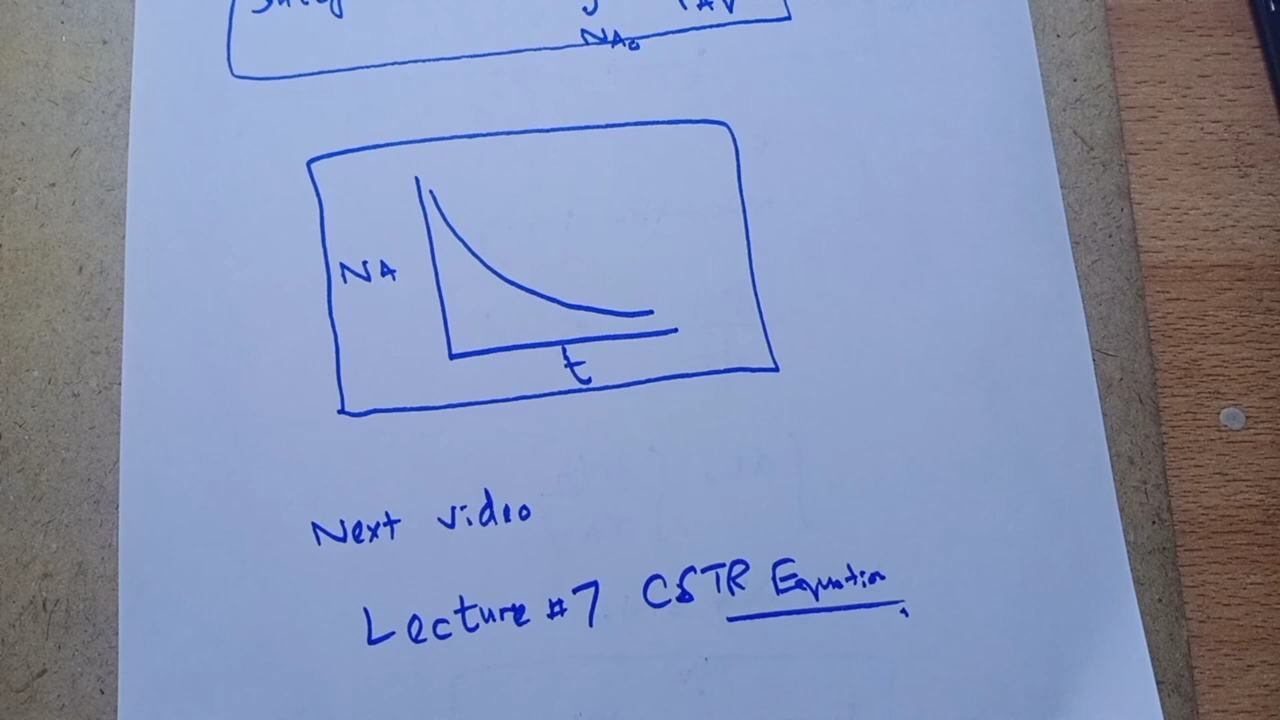 NA₀
NA
t
Next video
Lecture #7 CSTR Equation